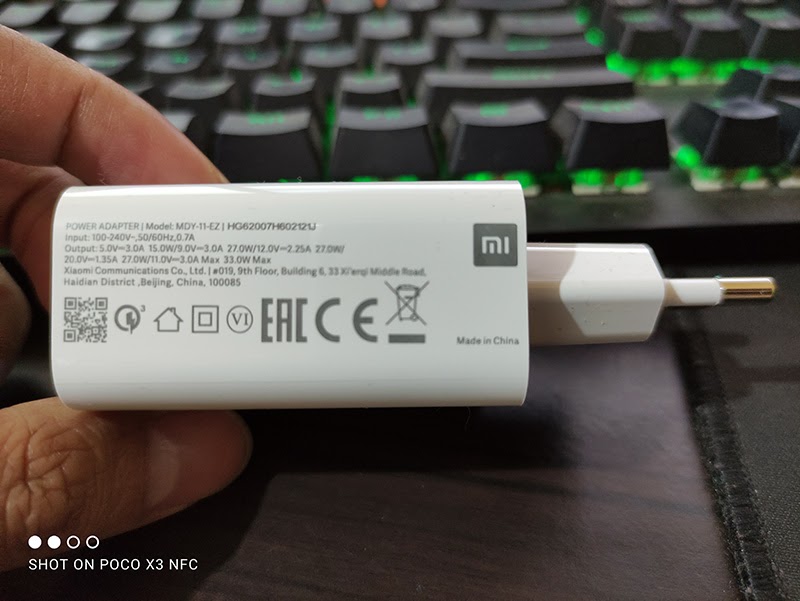 POWER ADAPTER | Model: MDY-11-EZ | HG62007H602121J
Input: 100-240V~,50/60Hz,0.7A
Output: 5.0V⎓3.0A 15.0W/9.0V⎓3.0A 27.0W/12.0V⎓2.25A 27.0W/
20.0V⎓1.35A 27.0W/11.0V⎓3.0A Max 33.0W Max
Xiaomi Communications Co., Ltd. | #019, 9th Floor, Building 6, 33 Xi'erqi Middle Road,
Haidian District ,Beijing, China, 100085
mi
3
VI
EAC CE
Made in China
SHOT ON POCO X3 NFC